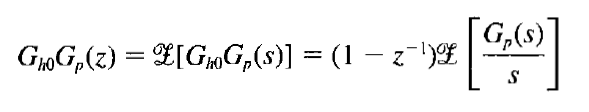 G_{h0}G_p(z) = 𝒵[G_{h0}G_p(s)] = (1 − z^{−1})𝒵[G_p(s)/s]